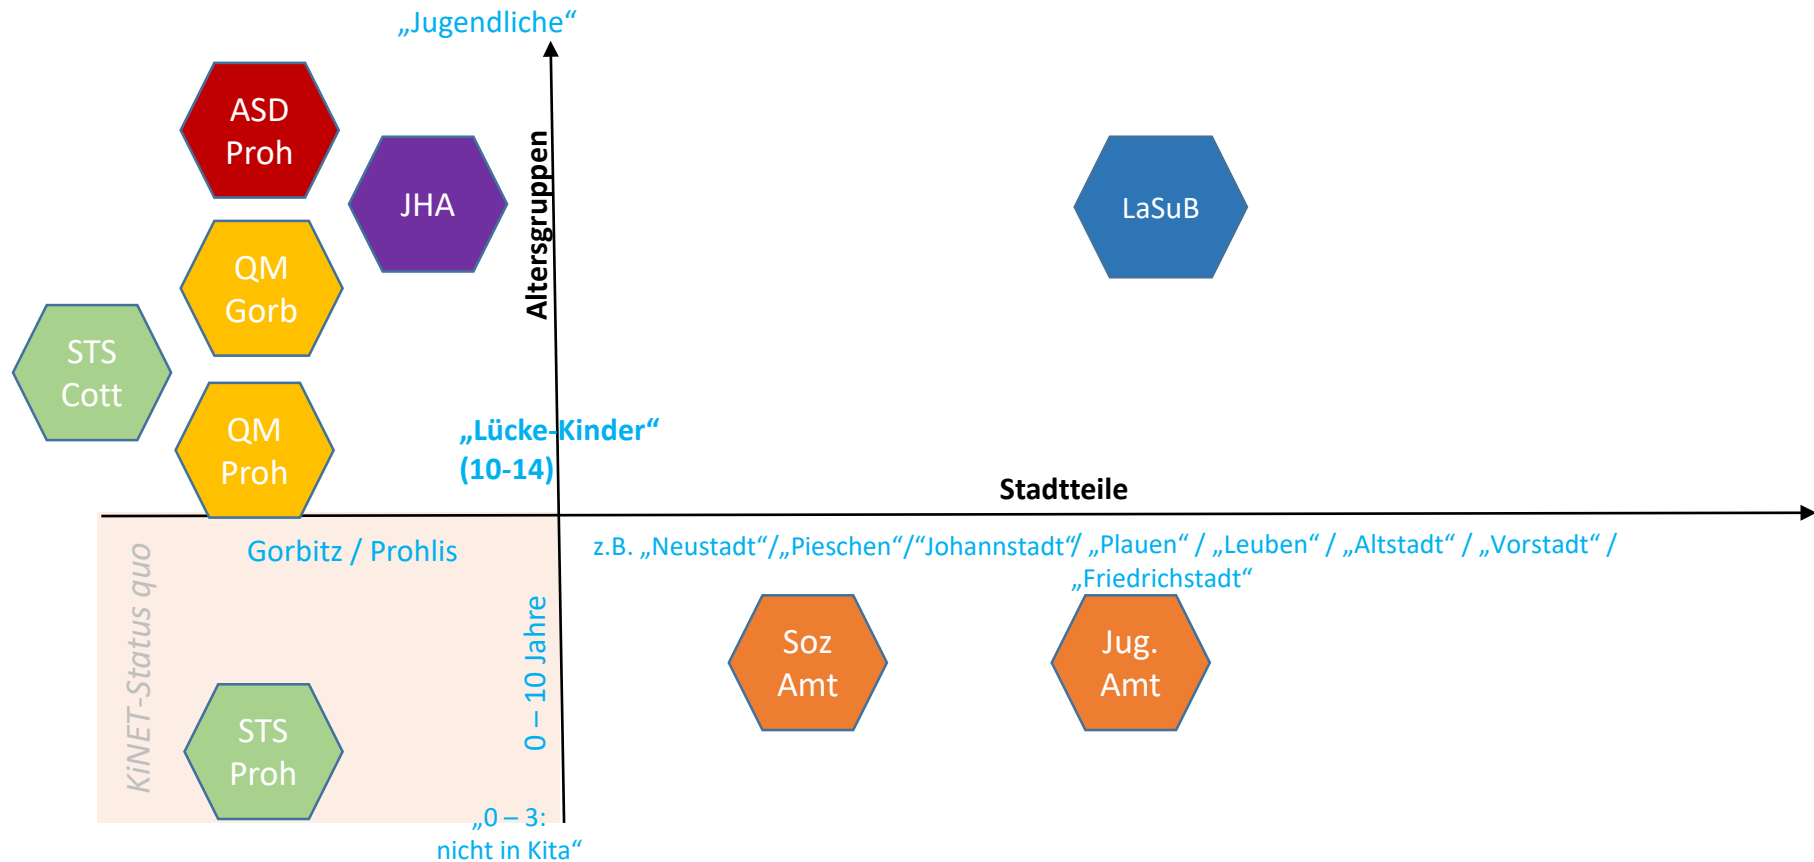 „Jugendliche“
ASD
Proh
JHA
LaSuB
Altersgruppen
QM
Gorb
STS
Cott
QM
Proh
„Lücke-Kinder“
(10-14)
Stadtteile
Gorbitz / Prohlis
z.B. „Neustadt“/„Pieschen“/“Johannstadt“/ „Plauen“ / „Leuben“ / „Altstadt“ / „Vorstadt“ /
„Friedrichstadt“
KiNET-Status quo
0 – 10 Jahre
Soz
Amt
Jug.
Amt
STS
Proh
„0 – 3:
nicht in Kita“